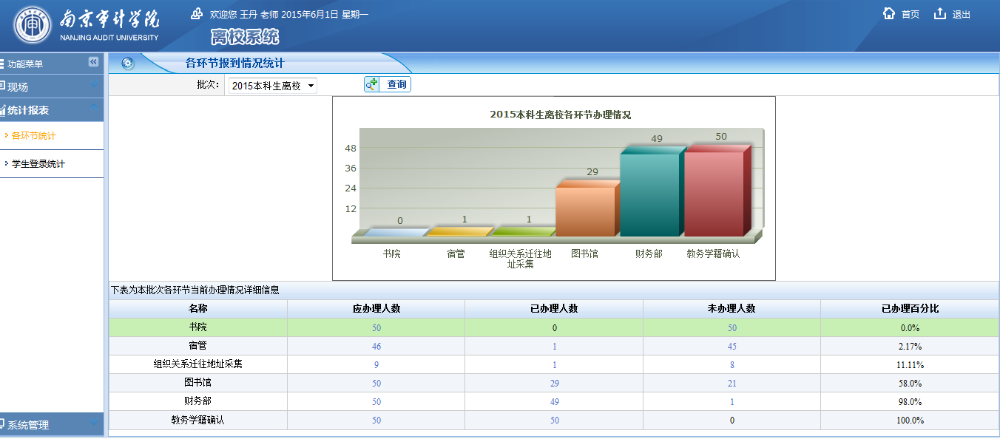 南京审计学院
NANJING AUDIT UNIVERSITY
欢迎您 王丹 老师 2015年6月1日 星期一
离校系统
首页
退出
功能菜单
现场
统计报表
各环节统计
学生登录统计
系统管理
各环节报到情况统计
批次: 2015本科生离校 查询
2015本科生离校各环节办理情况
48
36
24
12
0 1 1 29 49 50
书院 宿管 组织关系迁往地 图书馆 财务部 教务学籍确认
址采集
下表为本批次各环节当前办理情况详细信息
名称 应办理人数 已办理人数 未办理人数 已办理百分比
书院 50 0 50 0.0%
宿管 46 1 45 2.17%
组织关系迁往地址采集 9 1 8 11.11%
图书馆 50 29 21 58.0%
财务部 50 49 1 98.0%
教务学籍确认 50 50 0 100.0%